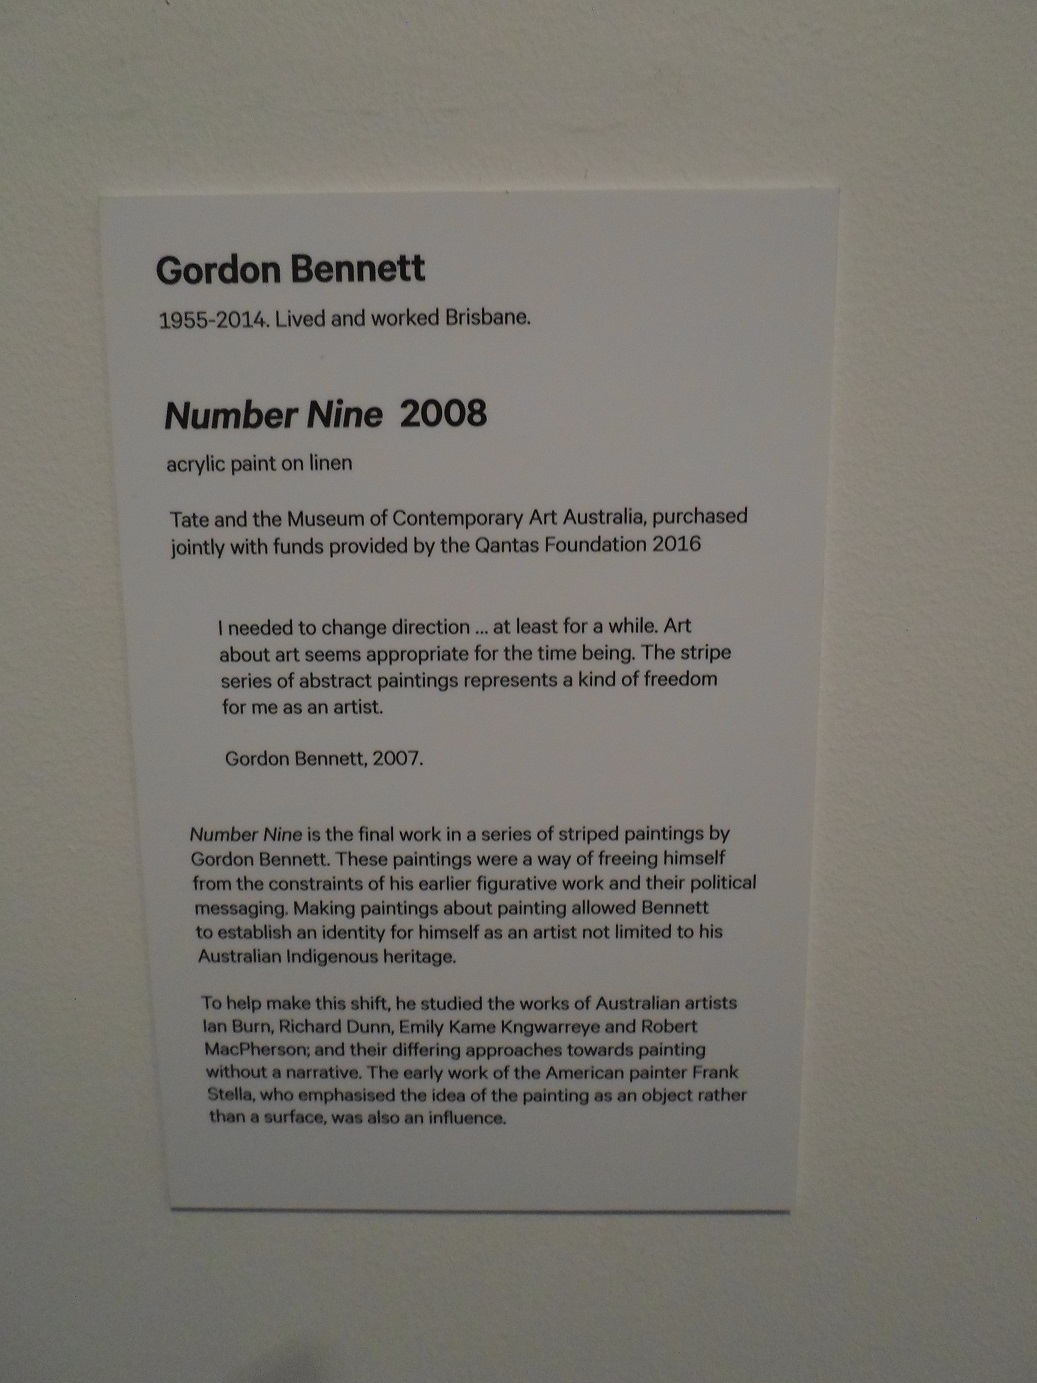 Gordon Bennett
1955-2014. Lived and worked Brisbane.
Number Nine 2008
acrylic paint on linen
Tate and the Museum of Contemporary Art Australia, purchased
jointly with funds provided by the Qantas Foundation 2016
I needed to change direction ... at least for a while. Art
about art seems appropriate for the time being. The stripe
series of abstract paintings represents a kind of freedom
for me as an artist.
Gordon Bennett, 2007.
Number Nine is the final work in a series of striped paintings by
Gordon Bennett. These paintings were a way of freeing himself
from the constraints of his earlier figurative work and their political
messaging. Making paintings about painting allowed Bennett
to establish an identity for himself as an artist not limited to his
Australian Indigenous heritage.
To help make this shift, he studied the works of Australian artists
Ian Burn, Richard Dunn, Emily Kame Kngwarreye and Robert
MacPherson; and their differing approaches towards painting
without a narrative. The early work of the American painter Frank
Stella, who emphasised the idea of the painting as an object rather
than a surface, was also an influence.